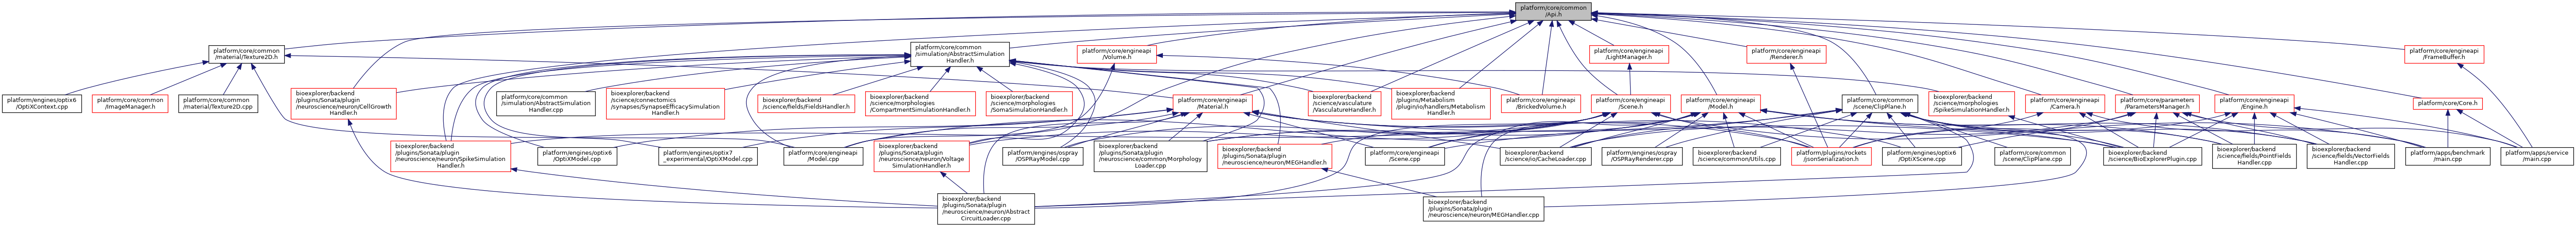 platform/core/common
/Api.h
platform/core/common
/material/Texture2D.h
platform/core/common
/simulation/AbstractSimulation
Handler.h
platform/core/engineapi
/Volume.h
platform/core/engineapi
/LightManager.h
platform/core/engineapi
/Renderer.h
platform/core/engineapi
/FrameBuffer.h
platform/engines/optix6
/OptiXContext.cpp
platform/core/common
/ImageManager.h
platform/core/common
/material/Texture2D.cpp
bioexplorer/backend
/plugins/Sonata/plugin
/neuroscience/neuron/CellGrowth
Handler.h
platform/core/common
/simulation/AbstractSimulation
Handler.cpp
bioexplorer/backend
/science/connectomics
/synapses/SynapseEfficacySimulation
Handler.h
bioexplorer/backend
/science/fields/FieldsHandler.h
bioexplorer/backend
/science/morphologies
/CompartmentSimulationHandler.h
bioexplorer/backend
/science/morphologies
/SomaSimulationHandler.h
platform/core/engineapi
/Material.h
bioexplorer/backend
/science/vasculature
/VasculatureHandler.h
bioexplorer/backend
/plugins/Metabolism
/plugin/io/handlers/Metabolism
Handler.h
platform/core/engineapi
/BrickedVolume.h
platform/core/engineapi
/Scene.h
platform/core/engineapi
/Model.h
platform/core/common
/scene/ClipPlane.h
bioexplorer/backend
/science/morphologies
/SpikeSimulationHandler.h
platform/core/engineapi
/Camera.h
platform/core/parameters
/ParametersManager.h
platform/core/engineapi
/Engine.h
platform/core/Core.h
bioexplorer/backend
/plugins/Sonata/plugin
/neuroscience/neuron/SpikeSimulation
Handler.h
platform/engines/optix6
/OptiXModel.cpp
platform/engines/optix7
_experimental/OptiXModel.cpp
platform/core/engineapi
/Model.cpp
bioexplorer/backend
/plugins/Sonata/plugin
/neuroscience/neuron/Voltage
SimulationHandler.h
platform/engines/ospray
/OSPRayModel.cpp
bioexplorer/backend
/plugins/Sonata/plugin
/neuroscience/common/Morphology
Loader.cpp
bioexplorer/backend
/plugins/Sonata/plugin
/neuroscience/neuron/MEGHandler.h
platform/core/engineapi
/Scene.cpp
bioexplorer/backend
/science/io/CacheLoader.cpp
platform/engines/ospray
/OSPRayRenderer.cpp
bioexplorer/backend
/science/common/Utils.cpp
platform/plugins/rockets
/jsonSerialization.h
platform/engines/optix6
/OptiXScene.cpp
platform/core/common
/scene/ClipPlane.cpp
bioexplorer/backend
/science/BioExplorerPlugin.cpp
bioexplorer/backend
/science/fields/PointFields
Handler.cpp
bioexplorer/backend
/science/fields/VectorFields
Handler.cpp
platform/apps/benchmark
/main.cpp
platform/apps/service
/main.cpp
bioexplorer/backend
/plugins/Sonata/plugin
/neuroscience/neuron/Abstract
CircuitLoader.cpp
bioexplorer/backend
/plugins/Sonata/plugin
/neuroscience/neuron/MEGHandler.cpp